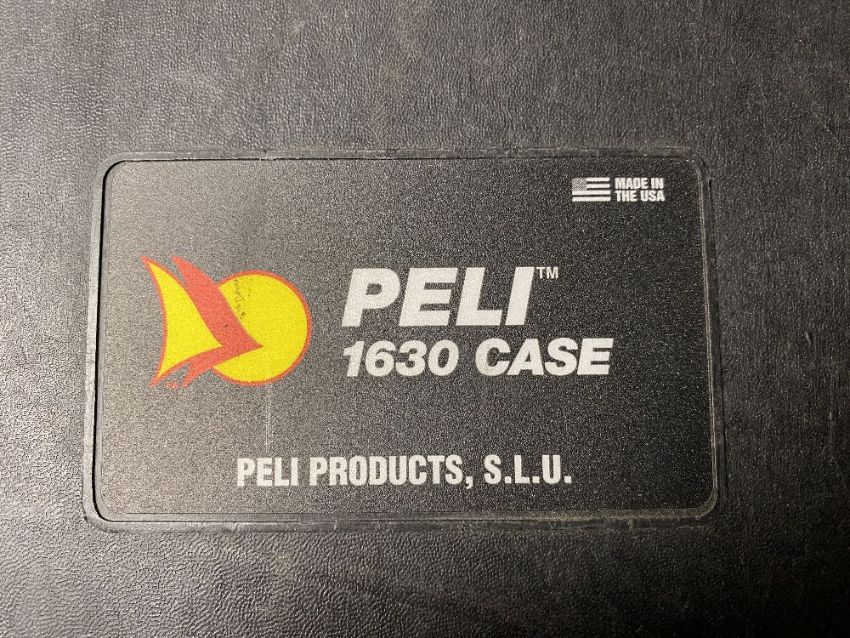 MADE IN
THE USA
PELI™
1630 CASE
PELI PRODUCTS, S.L.U.